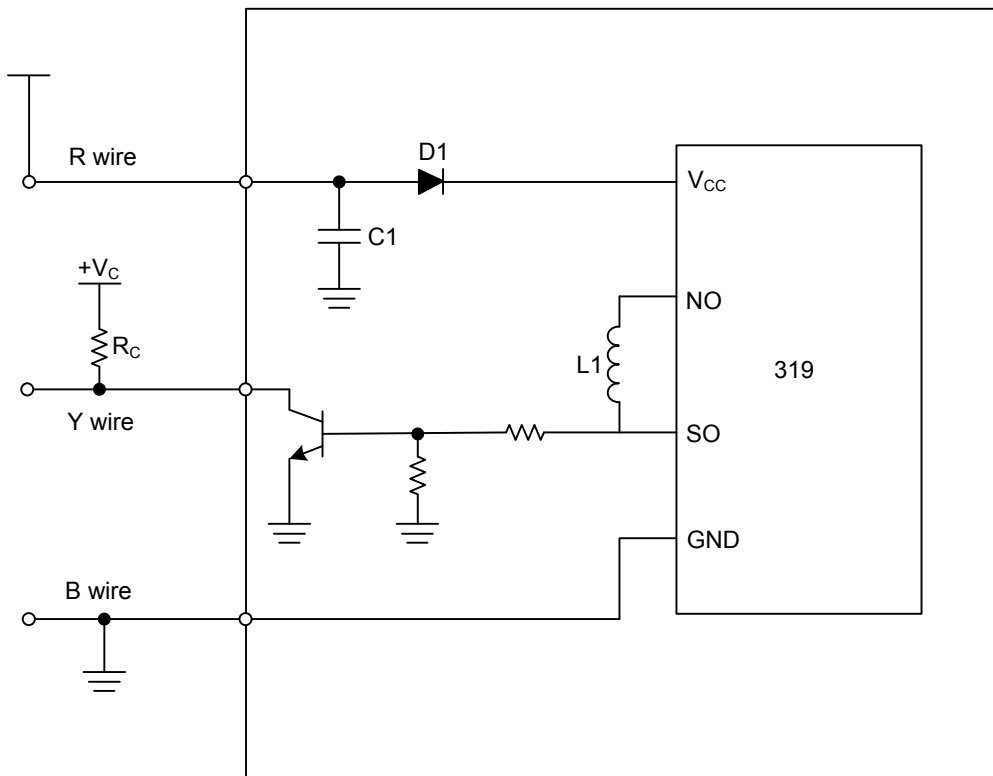 D1
R wire
V_CC
C1
+V_C
NO
R_C
L1
319
Y wire
SO
GND
B wire